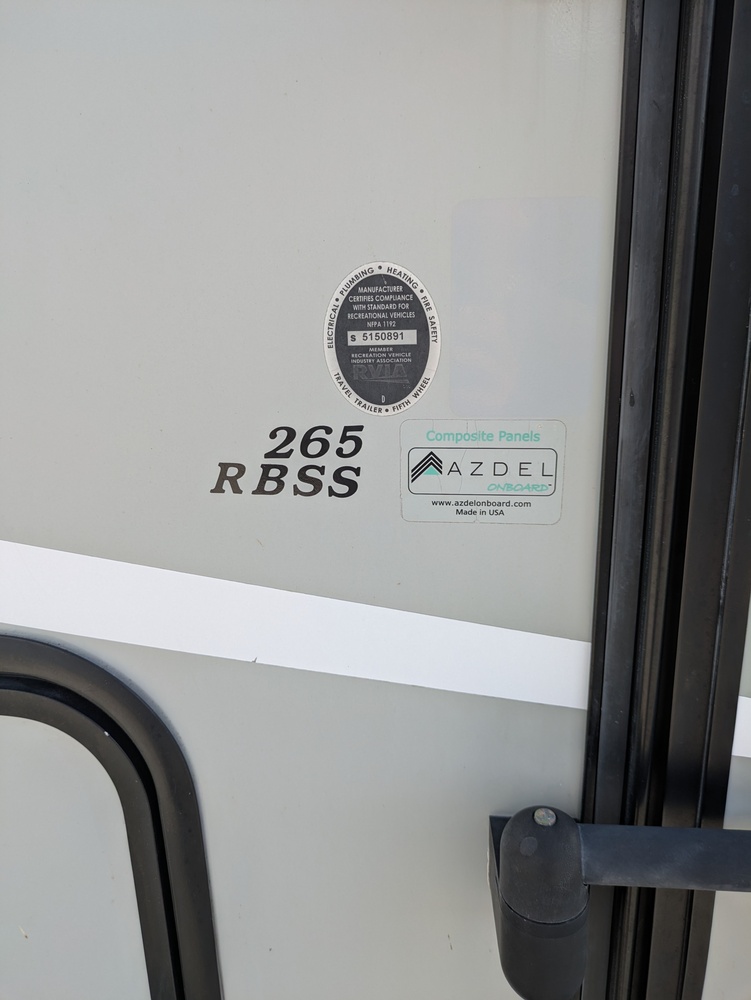 ELECTRICAL • PLUMBING • HEATING • FIRE SAFETY
MANUFACTURER
CERTIFIES COMPLIANCE
WITH STANDARD FOR
RECREATIONAL VEHICLES
NFPA 1192
S 5150891
MEMBER
RECREATION VEHICLE
INDUSTRY ASSOCIATION
RVIA
D
TRAVEL TRAILER • FIFTH WHEEL
265
RBSS
Composite Panels
AZDEL
ONBOARD™
www.azdelonboard.com
Made in USA